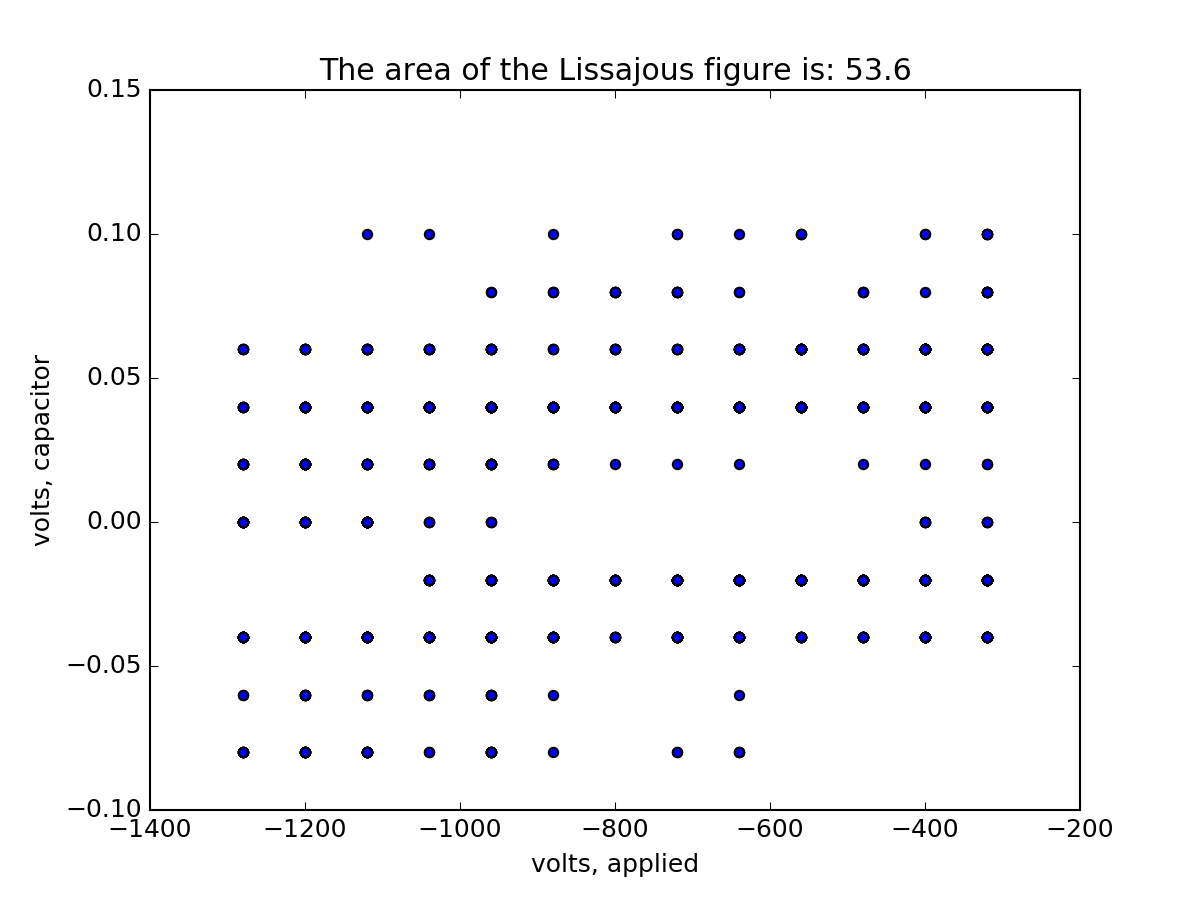 The area of the Lissajous figure is: 53.6
0.15
0.10
0.05
0.00
−0.05
−0.10
volts, capacitor
−1400 −1200 −1000 −800 −600 −400 −200
volts, applied